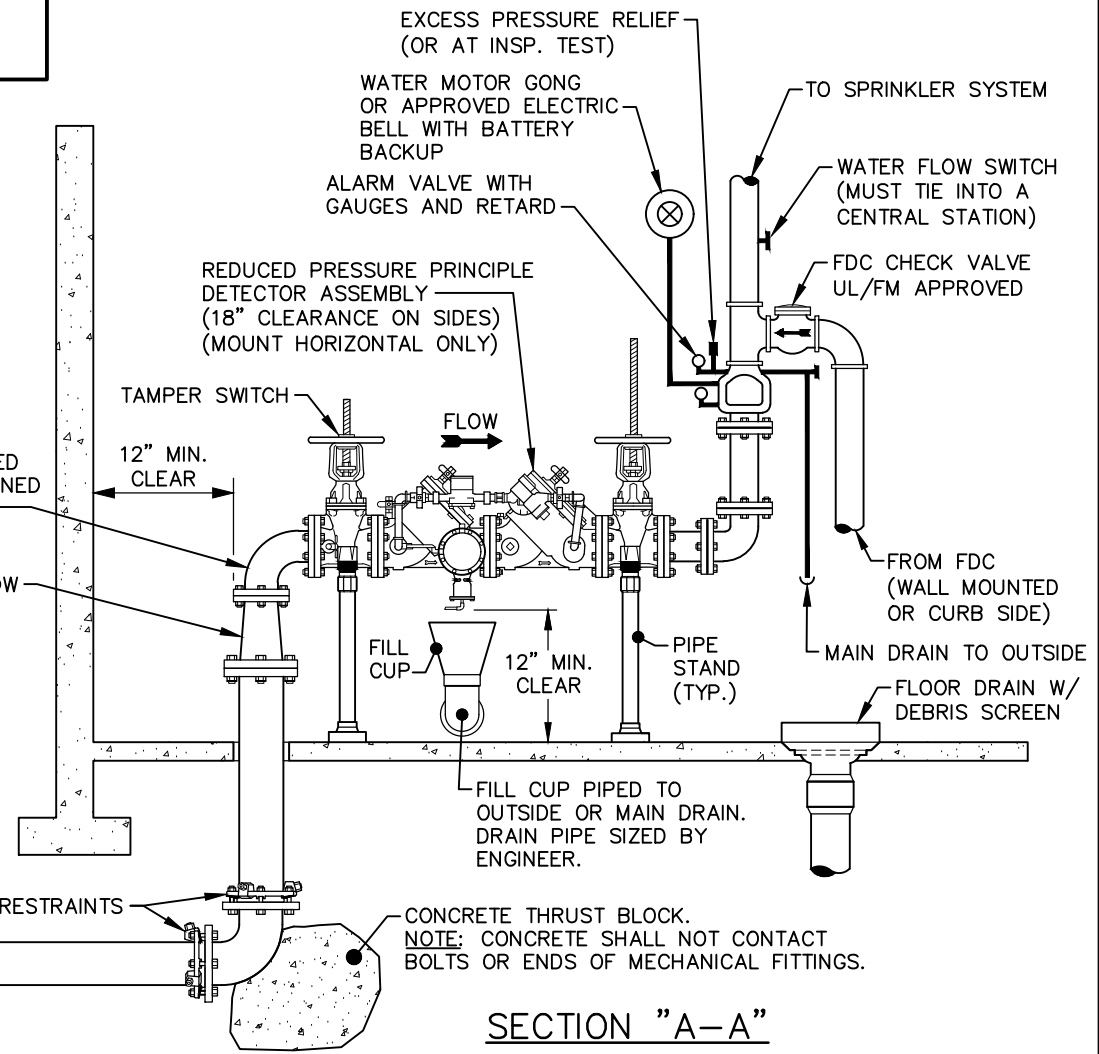 EXCESS PRESSURE RELIEF
(OR AT INSP. TEST)
WATER MOTOR GONG
OR APPROVED ELECTRIC
BELL WITH BATTERY
BACKUP
ALARM VALVE WITH
GAUGES AND RETARD
TO SPRINKLER SYSTEM
WATER FLOW SWITCH
(MUST TIE INTO A
CENTRAL STATION)
FDC CHECK VALVE
UL/FM APPROVED
REDUCED PRESSURE PRINCIPLE
DETECTOR ASSEMBLY
(18" CLEARANCE ON SIDES)
(MOUNT HORIZONTAL ONLY)
TAMPER SWITCH
FLOW
12" MIN.
CLEAR
FROM FDC
(WALL MOUNTED
OR CURB SIDE)
FILL
CUP
12" MIN.
CLEAR
PIPE
STAND
(TYP.)
MAIN DRAIN TO OUTSIDE
FLOOR DRAIN W/
DEBRIS SCREEN
FILL CUP PIPED TO
OUTSIDE OR MAIN DRAIN.
DRAIN PIPE SIZED BY
ENGINEER.
RESTRAINTS
CONCRETE THRUST BLOCK.
NOTE: CONCRETE SHALL NOT CONTACT
BOLTS OR ENDS OF MECHANICAL FITTINGS.
SECTION "A-A"